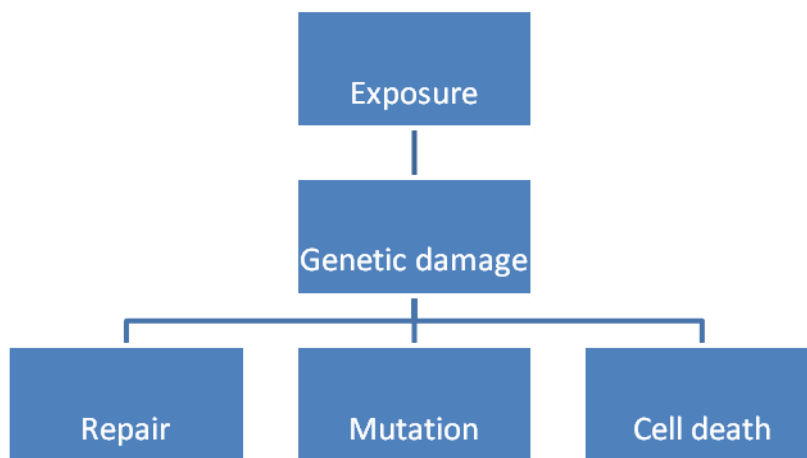 Exposure
Genetic damage
Repair
Mutation
Cell death